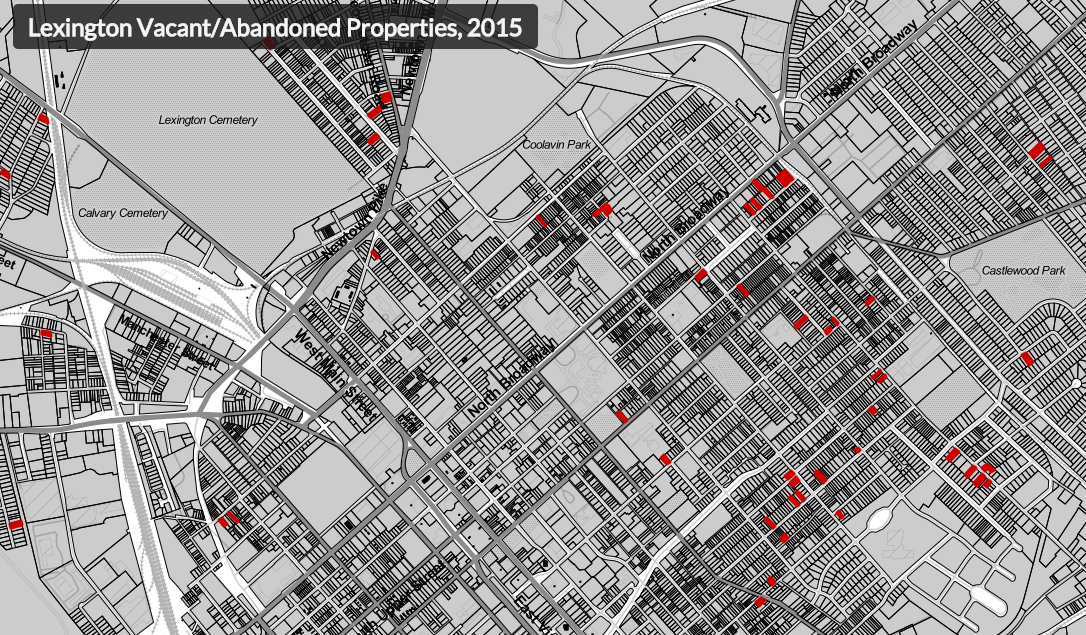 Lexington Vacant/Abandoned Properties, 2015
North Broadway
Lexington Cemetery
Coolavin Park
Calvary Cemetery
North Broadway
Newtown Pike
Castlewood Park
Manchester Street
West Main Street
North Broadway